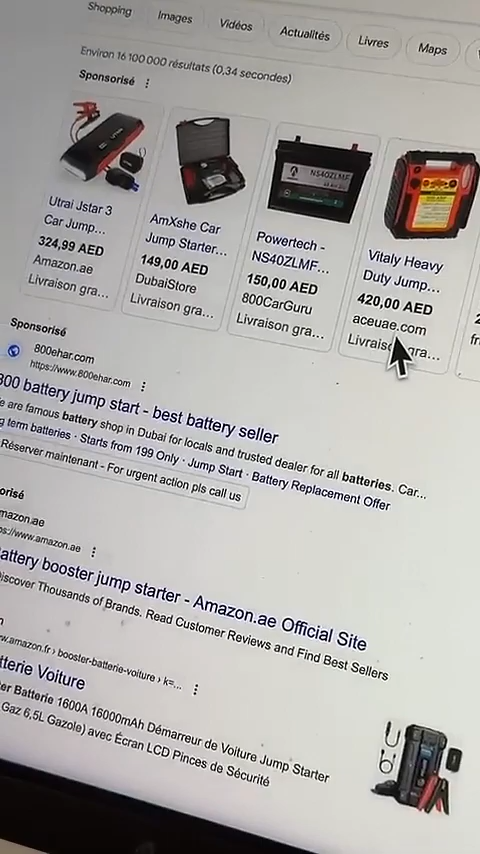 Shopping
Images
Vidéos
Actualités
Livres
Maps
Environ 16 100 000 résultats (0,34 secondes)
Sponsorisé
Utrai Jstar 3
Car Jump...
324,99 AED
Amazon.ae
Livraison gra...
AmXshe Car
Jump Starter...
149,00 AED
DubaiStore
Livraison gra...
NS40ZLMF
Powertech -
NS40ZLMF...
150,00 AED
800CarGuru
Livraison gra...
Vitaly Heavy
Duty Jump...
420,00 AED
aceuae.com
Livraison gra...
Sponsorisé
800ehar.com
https://www.800ehar.com
800 battery jump start - best battery seller
e are famous battery shop in Dubai for locals and trusted dealer for all batteries. Car...
g term batteries · Starts from 199 Only · Jump Start · Battery Replacement Offer
Réserver maintenant - For urgent action pls call us
orisé
mazon.ae
ps://www.amazon.ae
attery booster jump starter - Amazon.ae Official Site
iscover Thousands of Brands. Read Customer Reviews and Find Best Sellers
n
w.amazon.fr › booster-batterie-voiture › k=...
tterie Voiture
er Batterie 1600A 16000mAh Démarreur de Voiture Jump Starter
Gaz 6,5L Gazole) avec Écran LCD Pinces de Sécurité